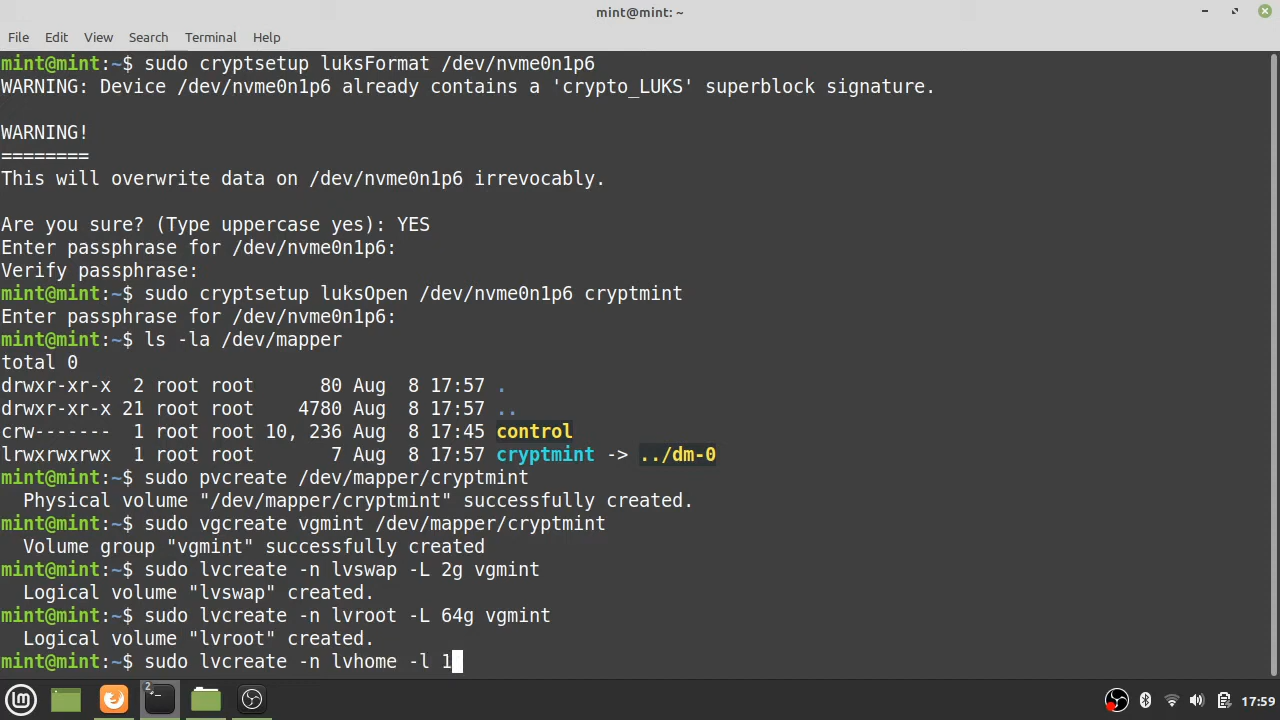 mint@mint: ~
File Edit View Search Terminal Help
mint@mint:~$ sudo cryptsetup luksFormat /dev/nvme0n1p6
WARNING: Device /dev/nvme0n1p6 already contains a 'crypto_LUKS' superblock signature.
WARNING!
========
This will overwrite data on /dev/nvme0n1p6 irrevocably.
Are you sure? (Type uppercase yes): YES
Enter passphrase for /dev/nvme0n1p6:
Verify passphrase:
mint@mint:~$ sudo cryptsetup luksOpen /dev/nvme0n1p6 cryptmint
Enter passphrase for /dev/nvme0n1p6:
mint@mint:~$ ls -la /dev/mapper
total 0
drwxr-xr-x  2 root root      80 Aug  8 17:57 .
drwxr-xr-x 21 root root    4780 Aug  8 17:57 ..
crw-------  1 root root 10, 236 Aug  8 17:45 control
lrwxrwxrwx  1 root root       7 Aug  8 17:57 cryptmint -> ../dm-0
mint@mint:~$ sudo pvcreate /dev/mapper/cryptmint
  Physical volume "/dev/mapper/cryptmint" successfully created.
mint@mint:~$ sudo vgcreate vgmint /dev/mapper/cryptmint
  Volume group "vgmint" successfully created
mint@mint:~$ sudo lvcreate -n lvswap -L 2g vgmint
  Logical volume "lvswap" created.
mint@mint:~$ sudo lvcreate -n lvroot -L 64g vgmint
  Logical volume "lvroot" created.
mint@mint:~$ sudo lvcreate -n lvhome -l 1
2
17:59